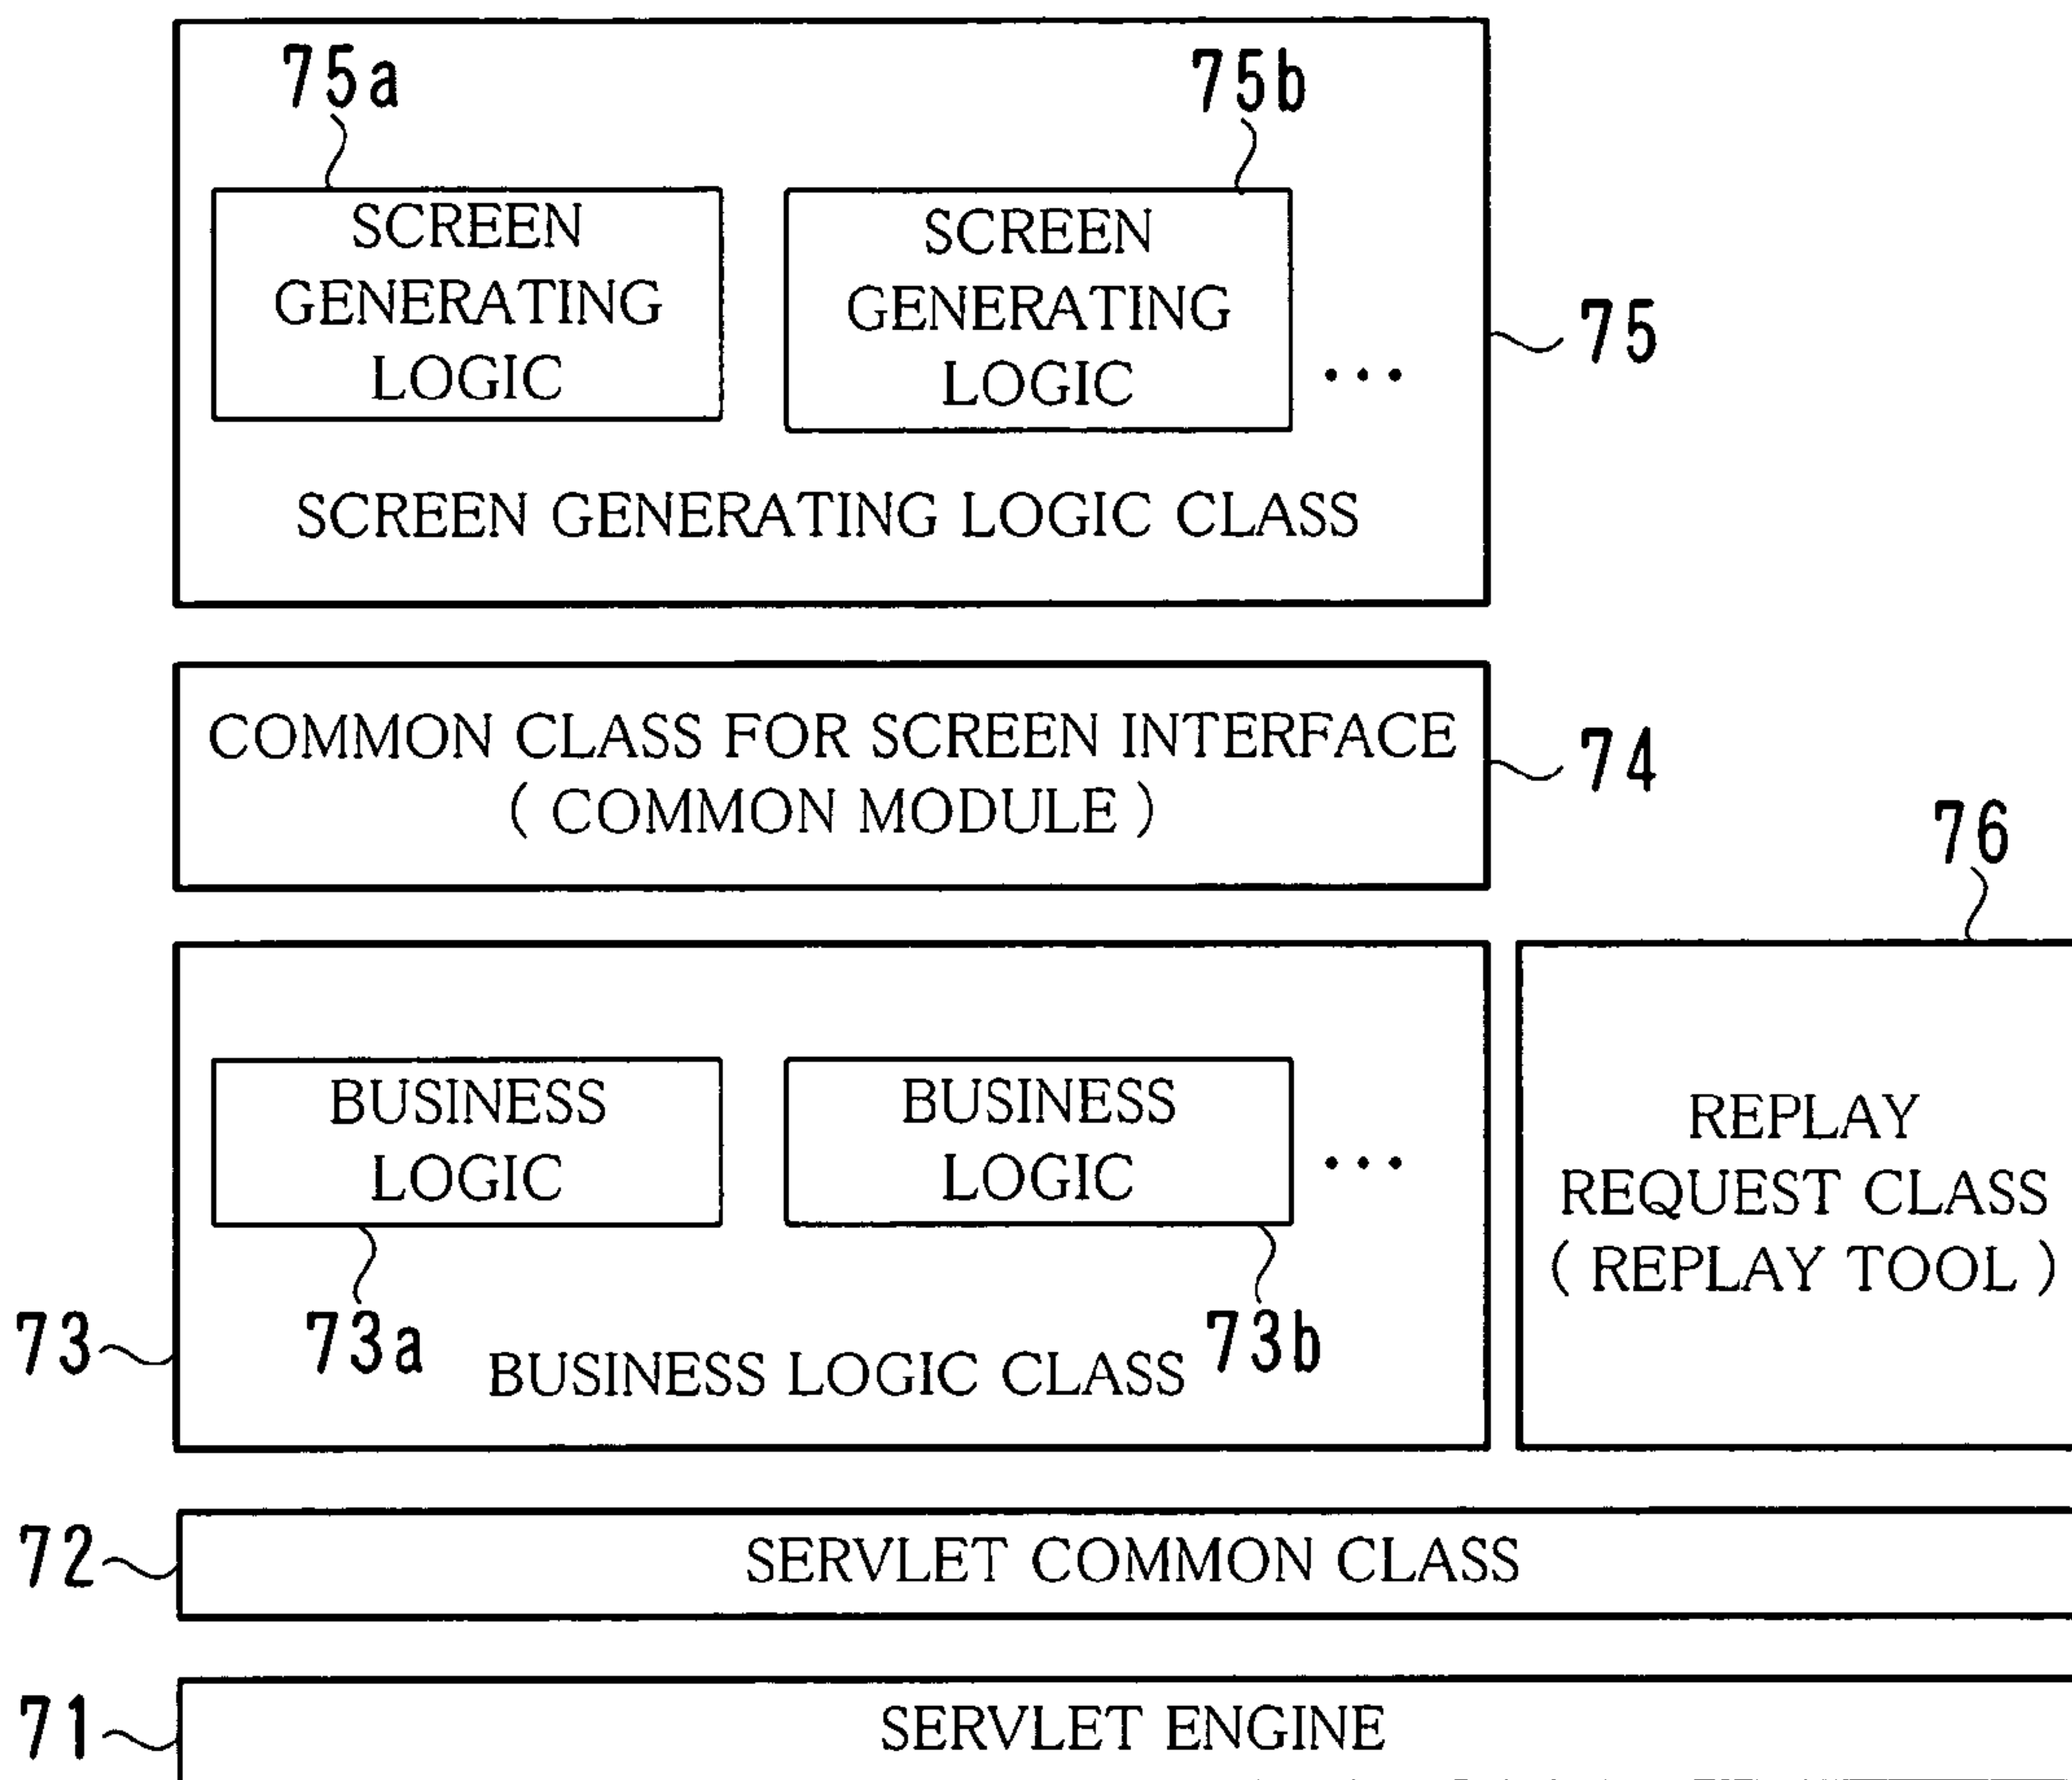 75a
75b
SCREEN
GENERATING
LOGIC
SCREEN
GENERATING
LOGIC
...
75
SCREEN GENERATING LOGIC CLASS
COMMON CLASS FOR SCREEN INTERFACE
( COMMON MODULE )
74
76
BUSINESS
LOGIC
BUSINESS
LOGIC
...
REPLAY
REQUEST CLASS
( REPLAY TOOL )
73
73a
73b
BUSINESS LOGIC CLASS
72
SERVLET COMMON CLASS
71
SERVLET ENGINE